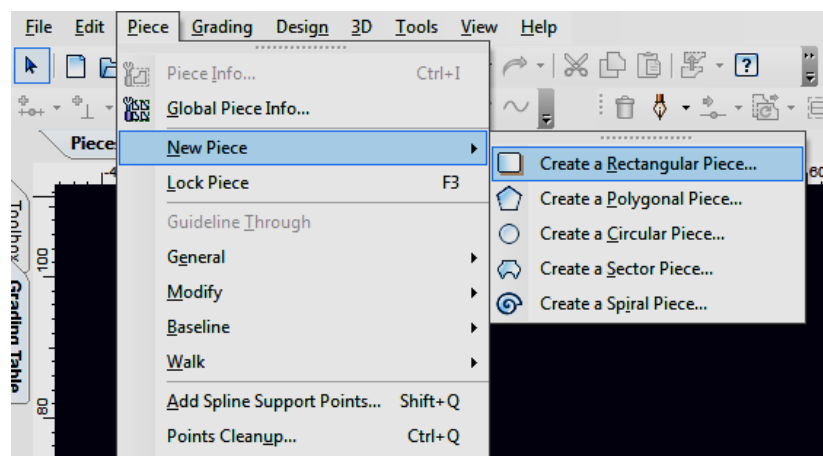 File Edit Piece Grading Design 3D Tools View Help
Piece Info... Ctrl+I
Global Piece Info...
Piece
New Piece
Create a Rectangular Piece...
Lock Piece F3
Create a Polygonal Piece...
Guideline Through
Create a Circular Piece...
General
Create a Sector Piece...
Modify
Create a Spiral Piece...
Baseline
Walk
Add Spline Support Points... Shift+Q
Points Cleanup... Ctrl+Q
Toolbox
Grading Table
100
80